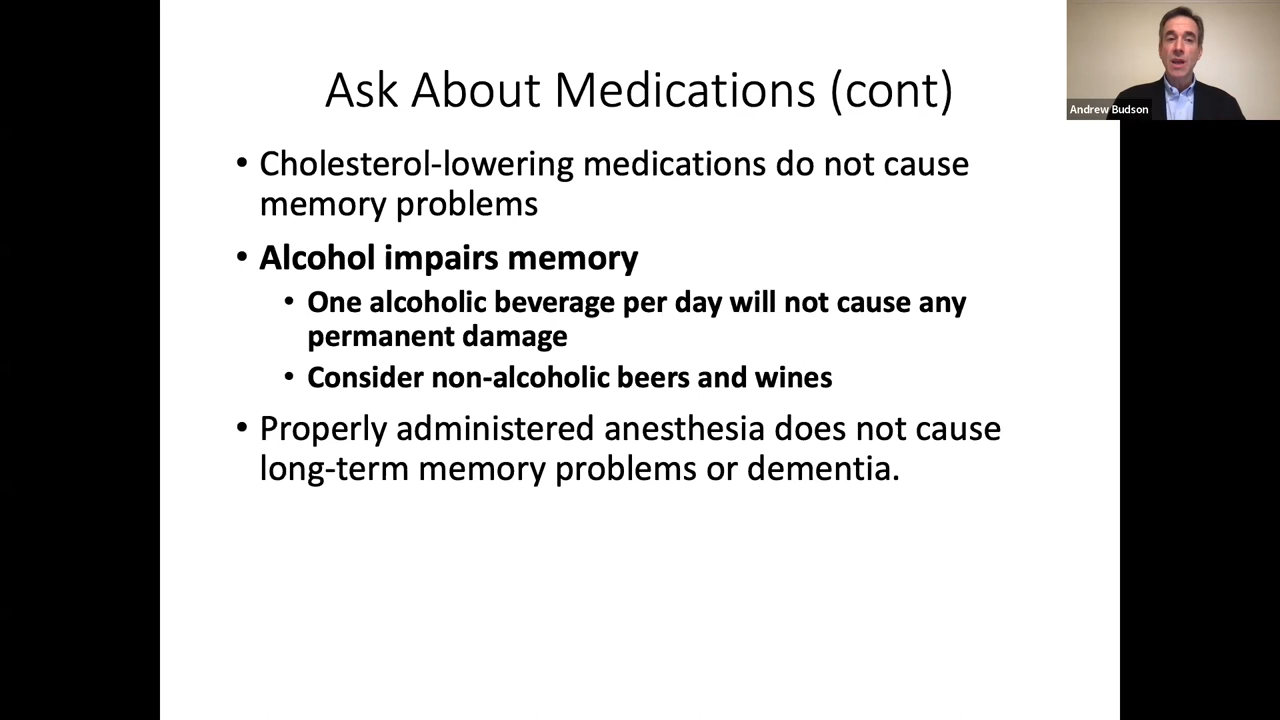 Ask About Medications (cont)
Andrew Budson
• Cholesterol-lowering medications do not cause
memory problems
• Alcohol impairs memory
• One alcoholic beverage per day will not cause any
permanent damage
• Consider non-alcoholic beers and wines
• Properly administered anesthesia does not cause
long-term memory problems or dementia.